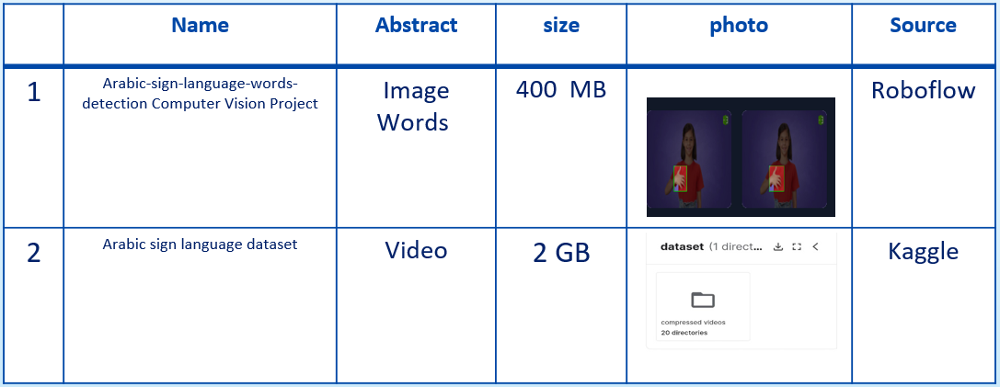 Name Abstract size photo Source
1 Arabic-sign-language-words-
detection Computer Vision Project Image
Words 400 MB Roboflow
2 Arabic sign language dataset Video 2 GB Kaggle
dataset (1 direct...
compressed videos
20 directories